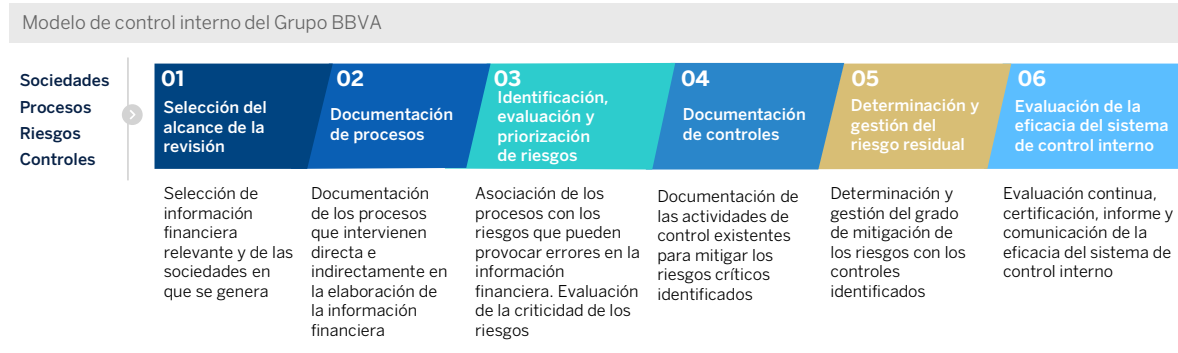 Modelo de control interno del Grupo BBVA
Sociedades
Procesos
Riesgos
Controles
01
Selección del
alcance de la
revisión
02
Documentación
de procesos
03
Identificación,
evaluación y
priorización
de riesgos
04
Documentación
de controles
05
Determinación y
gestión del
riesgo residual
06
Evaluación de la
eficacia del sistema
de control interno
Selección de
información
financiera
relevante y de las
sociedades en
que se genera
Documentación
de los procesos
que intervienen
directa e
indirectamente en
la elaboración de
la información
financiera
Asociación de los
procesos con los
riesgos que pueden
provocar errores en la
información
financiera. Evaluación
de la criticidad de los
riesgos
Documentación de
las actividades de
control existentes
para mitigar los
riesgos críticos
identificados
Determinación y
gestión del grado
de mitigación de
los riesgos con los
controles
identificados
Evaluación continua,
certificación, informe y
comunicación de la
eficacia del sistema de
control interno